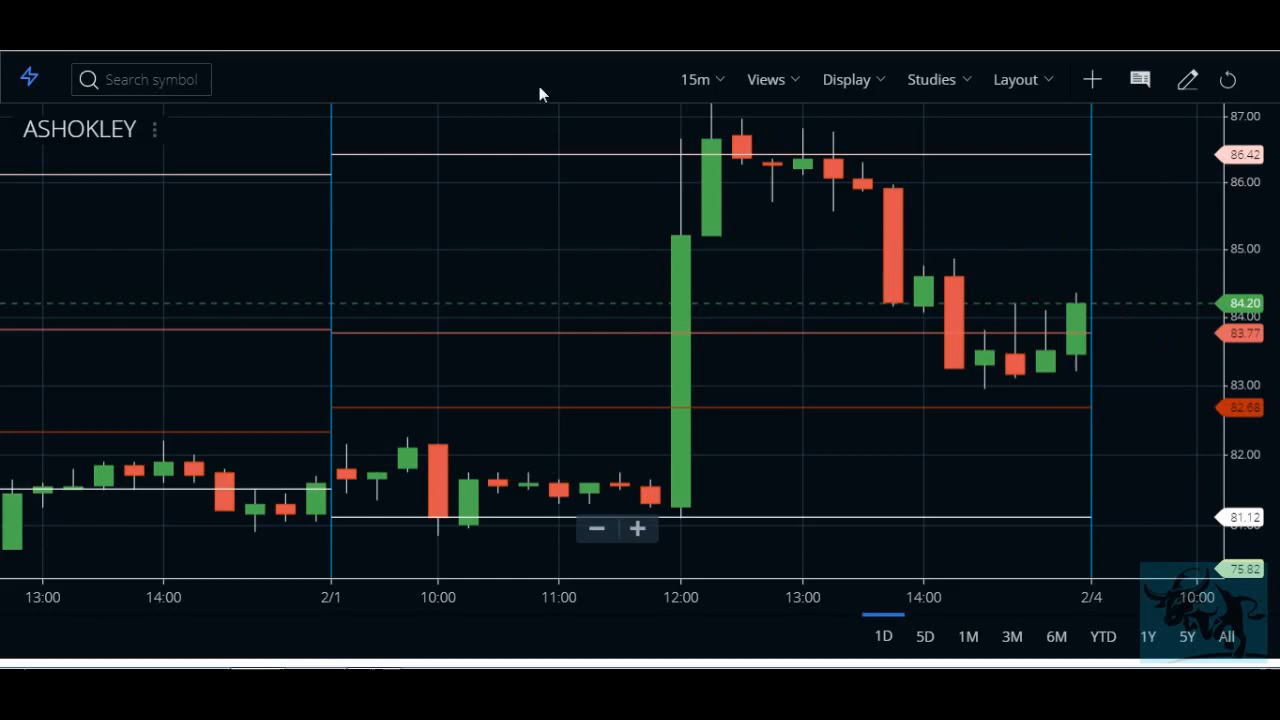 Search symbol
15m Views Display Studies Layout
ASHOKLEY
87.00
86.42
86.00
85.00
84.20
84.00
83.77
83.00
82.68
82.00
81.12
75.82
13:00 14:00 2/1 10:00 11:00 12:00 13:00 14:00 2/4 10:00
1D 5D 1M 3M 6M YTD 1Y 5Y All